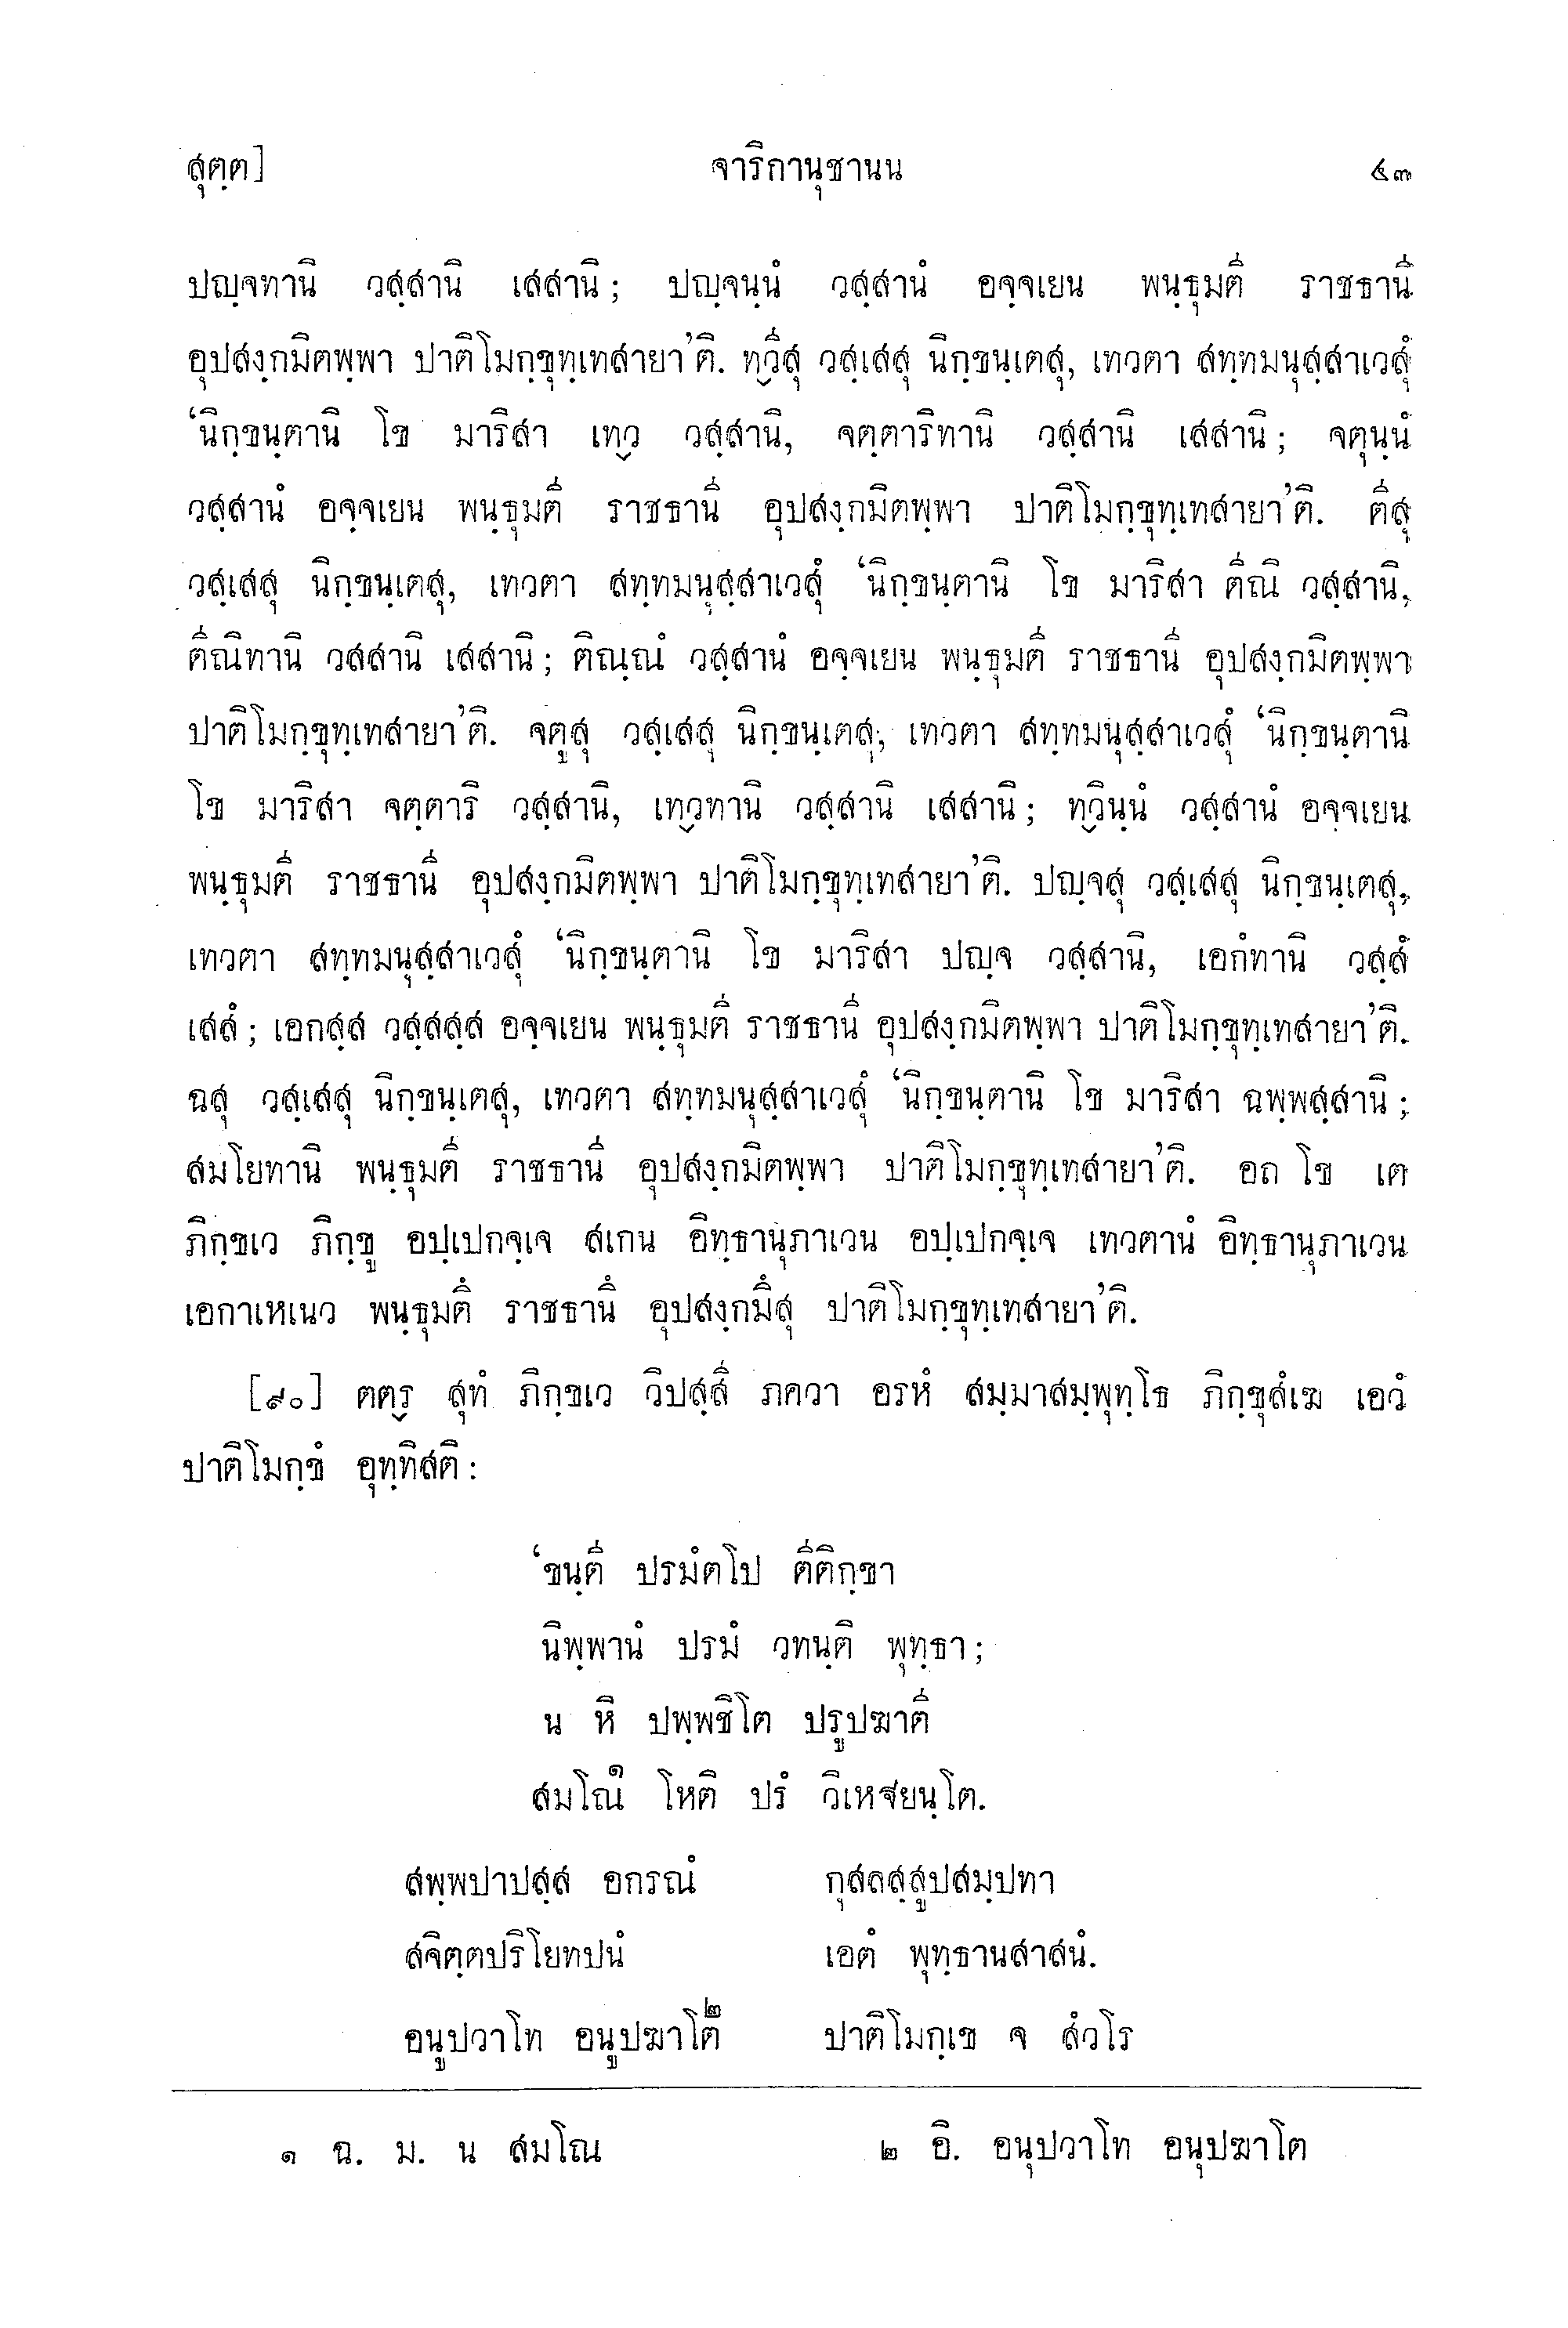 สุตฺต]
จาริกานุชานน
๕๓
ปญฺจทานิ วสฺสานิ เสสานิ; ปญฺจนฺนํ วสฺสานํ อจฺจเยน พนฺธุมตึ ราชธานึ
อุปสงฺกมิตพฺพา ปาติโมกฺขุทฺเทสายา’ติ. ทฺวีสุ วสฺเสสุ นิกฺขนฺเตสุ, เทวตา สทฺทมนุสฺสาเวสุํ
‘นิกฺขนฺตานิ โข มาริสา เทฺว วสฺสานิ, จตฺตาริทานิ วสฺสานิ เสสานิ; จตุนฺนํ
วสฺสานํ อจฺจเยน พนฺธุมตึ ราชธานึ อุปสงฺกมิตพฺพา ปาติโมกฺขุทฺเทสายา’ติ. ตีสุ
วสฺเสสุ นิกฺขนฺเตสุ, เทวตา สทฺทมนุสฺสาเวสุํ ‘นิกฺขนฺตานิ โข มาริสา ตีณิ วสฺสานิ,
ตีณิทานิ วสสานิ เสสานิ; ติณฺณํ วสฺสานํ อจฺจเยน พนฺธุมตึ ราชธานึ อุปสงฺกมิตพฺพา
ปาติโมกฺขุทฺเทสายา’ติ. จตูสุ วสฺเสสุ นิกฺขนฺเตสุ, เทวตา สทฺทมนุสฺสาเวสุํ ‘นิกฺขนฺตานิ
โข มาริสา จตฺตาริ วสฺสานิ, เทฺวทานิ วสฺสานิ เสสานิ; ทฺวินฺนํ วสฺสานํ อจฺจเยน
พนฺธุมตึ ราชธานึ อุปสงฺกมิตพฺพา ปาติโมกฺขุทฺเทสายา’ติ. ปญฺจสุ วสฺเสสุ นิกฺขนฺเตสุ,
เทวตา สทฺทมนุสฺสาเวสุํ ‘นิกฺขนฺตานิ โข มาริสา ปญฺจ วสฺสานิ, เอกํทานิ วสฺสํ
เสสํ; เอกสฺส วสฺสสฺส อจฺจเยน พนฺธุมตึ ราชธานึ อุปสงฺกมิตพฺพา ปาติโมกฺขุทฺเทสายา’ติ.
ฉสุ วสฺเสสุ นิกฺขนฺเตสุ, เทวตา สทฺทมนุสฺสาเวสุํ ‘นิกฺขนฺตานิ โข มาริสา ฉพฺพสฺสานิ;
สมโยทานิ พนฺธุมตึ ราชธานึ อุปสงฺกมิตพฺพา ปาติโมกฺขุทฺเทสายา’ติ. อถ โข เต
ภิกฺขเว ภิกฺขู อปฺเปกจฺเจ สเกน อิทฺธานุภาเวน อปฺเปกจฺเจ เทวตานํ อิทฺธานุภาเวน
เอกาเหเนว พนฺธุมตึ ราชธานึ อุปสงฺกมึสุ ปาติโมกฺขุทฺเทสายา’ติ.
[๙๐] ตตฺร สุทํ ภิกฺขเว วิปสฺสี ภควา อรหํ สมฺมาสมฺพุทฺโธ ภิกฺขุสํเฆ เอวํ
ปาติโมกฺขํ อุทฺทิสติ:
‘ขนฺตี ปรมํตโป ตีติกฺขา
นิพฺพานํ ปรมํ วทนฺติ พุทฺธา;
น หิ ปพฺพชิโต ปรูปฆาตี
สมโณ๑ โหติ ปรํ วิเหฐยนฺโต.
สพฺพปาปสฺส อกรณํ กุสลสฺสูปสมฺปทา
สจิตฺตปริโยทปนํ เอตํ พุทฺธานสาสนํ.
อนูปวาโท อนูปฆาโต๒ ปาติโมกฺเข จ สํวโร
๑ ฉ. ม. น สมโณ
๒ อิ. อนุปวาโท อนุปฆาโต